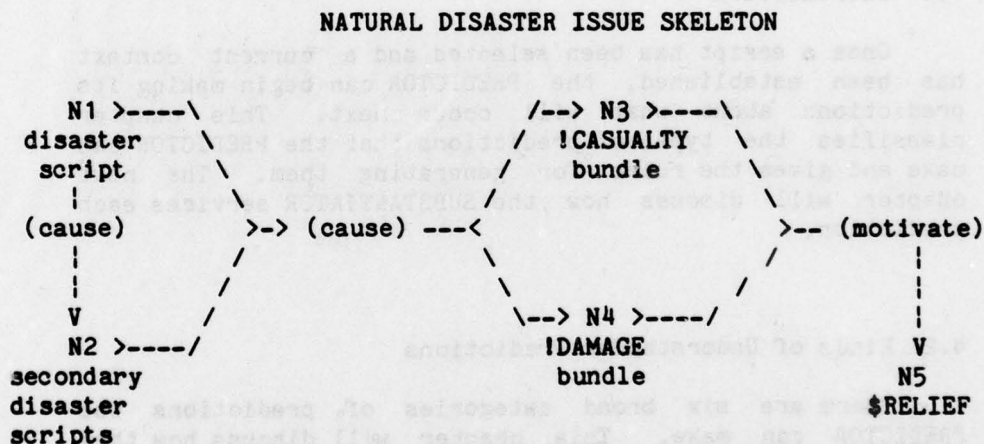 NATURAL DISASTER ISSUE SKELETON
N1 >----\ /--> N3 >----\
disaster \ / !CASUALTY \
script \ / bundle \
(cause) >-> (cause) ---< >-- (motivate)
N2 >----/ \--> N4 >----/ V
secondary !DAMAGE N5
disaster bundle $RELIEF
scripts